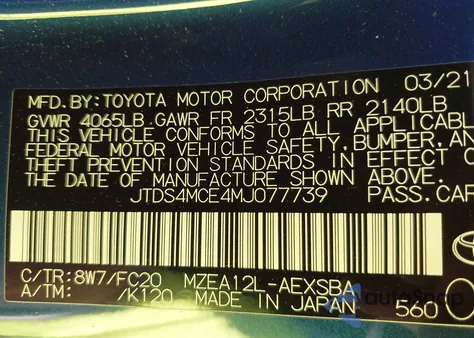 MFD.BY:TOYOTA MOTOR CORPORATION 03/21
GVWR 4065LB GAWR FR 2315LB RR 2140LB
THIS VEHICLE CONFORMS TO ALL APPLICABL
FEDERAL MOTOR VEHICLE SAFETY,BUMPER,AN
THEFT PREVENTION STANDARDS IN EFFECT O
THE DATE OF MANUFACTURE SHOWN ABOVE.
JTDS4MCE4MJ077739 PASS.CAR
C/TR:8W7/FC20 MZEA12L-AEXSBA
A/TM: /K120 MADE IN JAPAN 560
autoSnap